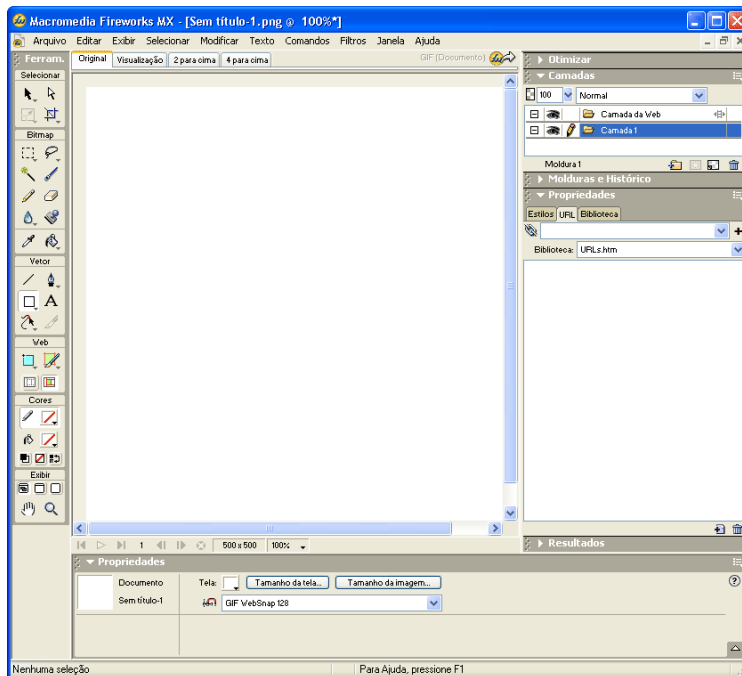 Macromedia Fireworks MX - [Sem título-1.png @ 100%*]
Arquivo Editar Exibir Selecionar Modificar Texto Comandos Filtros Janela Ajuda
Ferram.
Selecionar
Bitmap
Vetor
A
Web
Cores
Exibir
Original Visualização 2 para cima 4 para cima GIF (Documento)
1 500 x 500 100%
Otimizar
Camadas
100 Normal
Camada da Web
Camada 1
Moldura 1
Molduras e Histórico
Propriedades
Estilos URL Biblioteca
Biblioteca: URLs.htm
Resultados
Propriedades
Documento Tela: Tamanho da tela... Tamanho da imagem...
Sem título-1 GIF WebSnap 128
Nenhuma seleção Para Ajuda, pressione F1